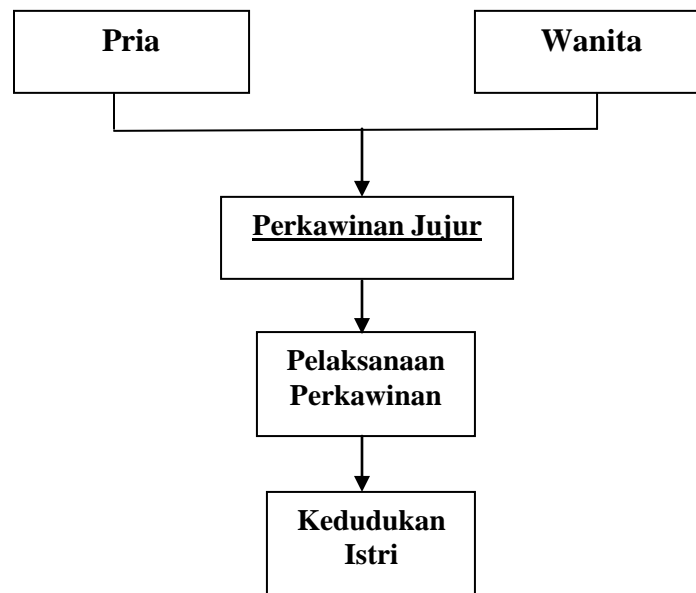 Pria
Wanita
Perkawinan Jujur
Pelaksanaan
Perkawinan
Kedudukan
Istri